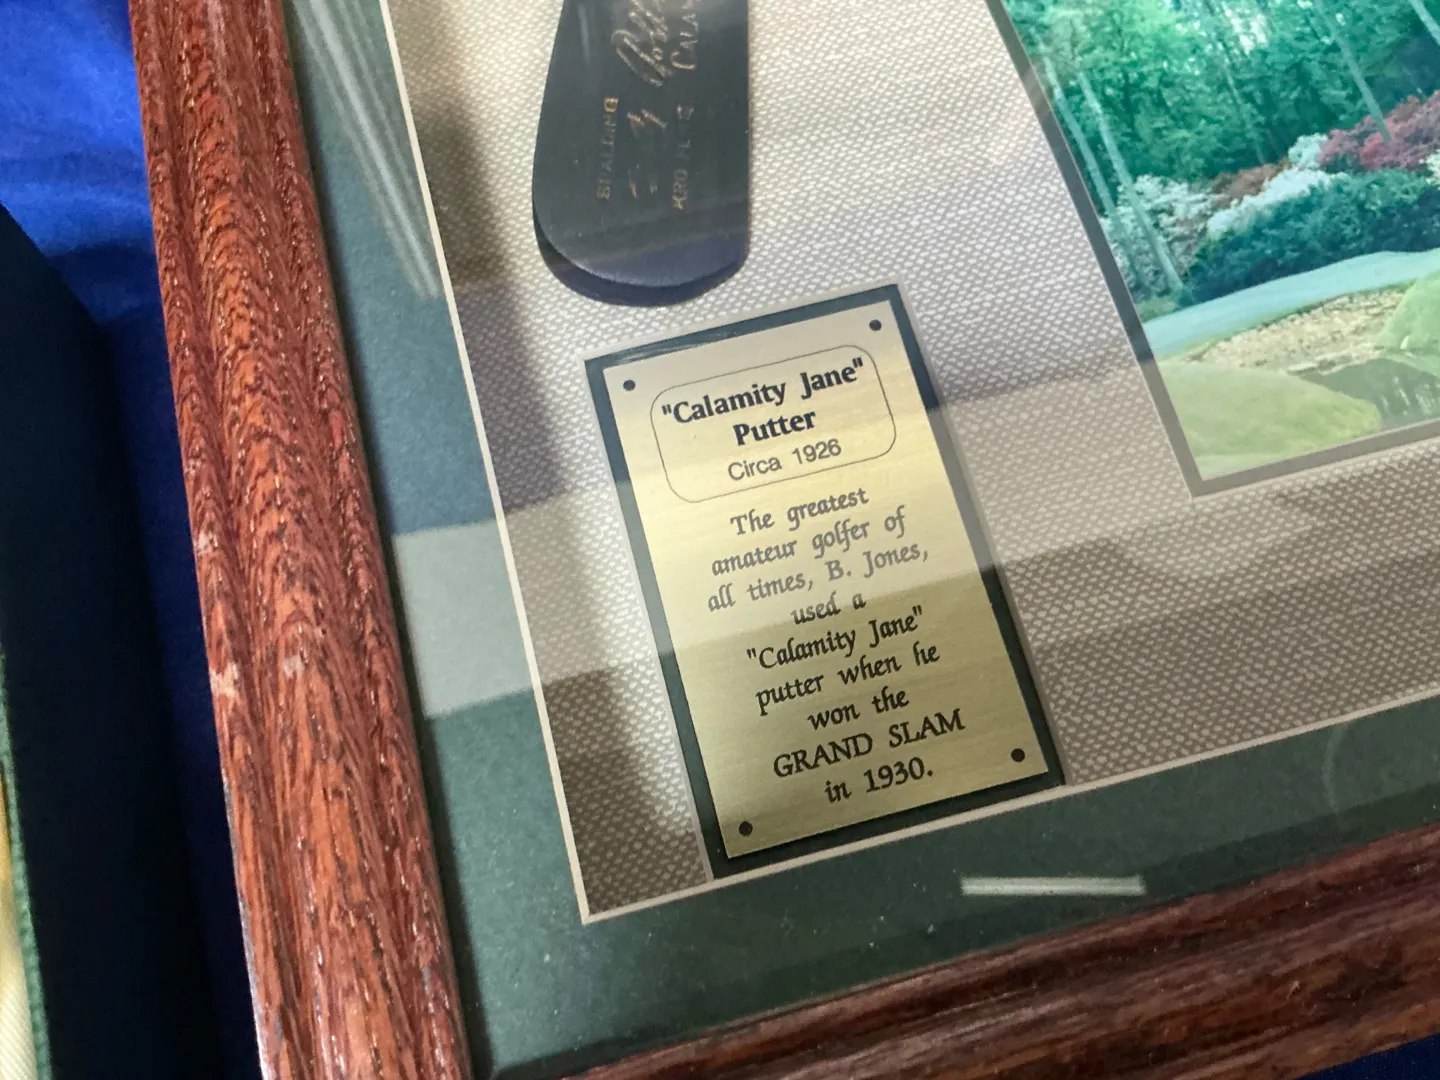 CALAM
"Calamity Jane"
Putter
Circa 1926
The greatest
amateur golfer of
all times, B. Jones,
used a
"Calamity Jane"
putter when he
won the
GRAND SLAM
in 1930.